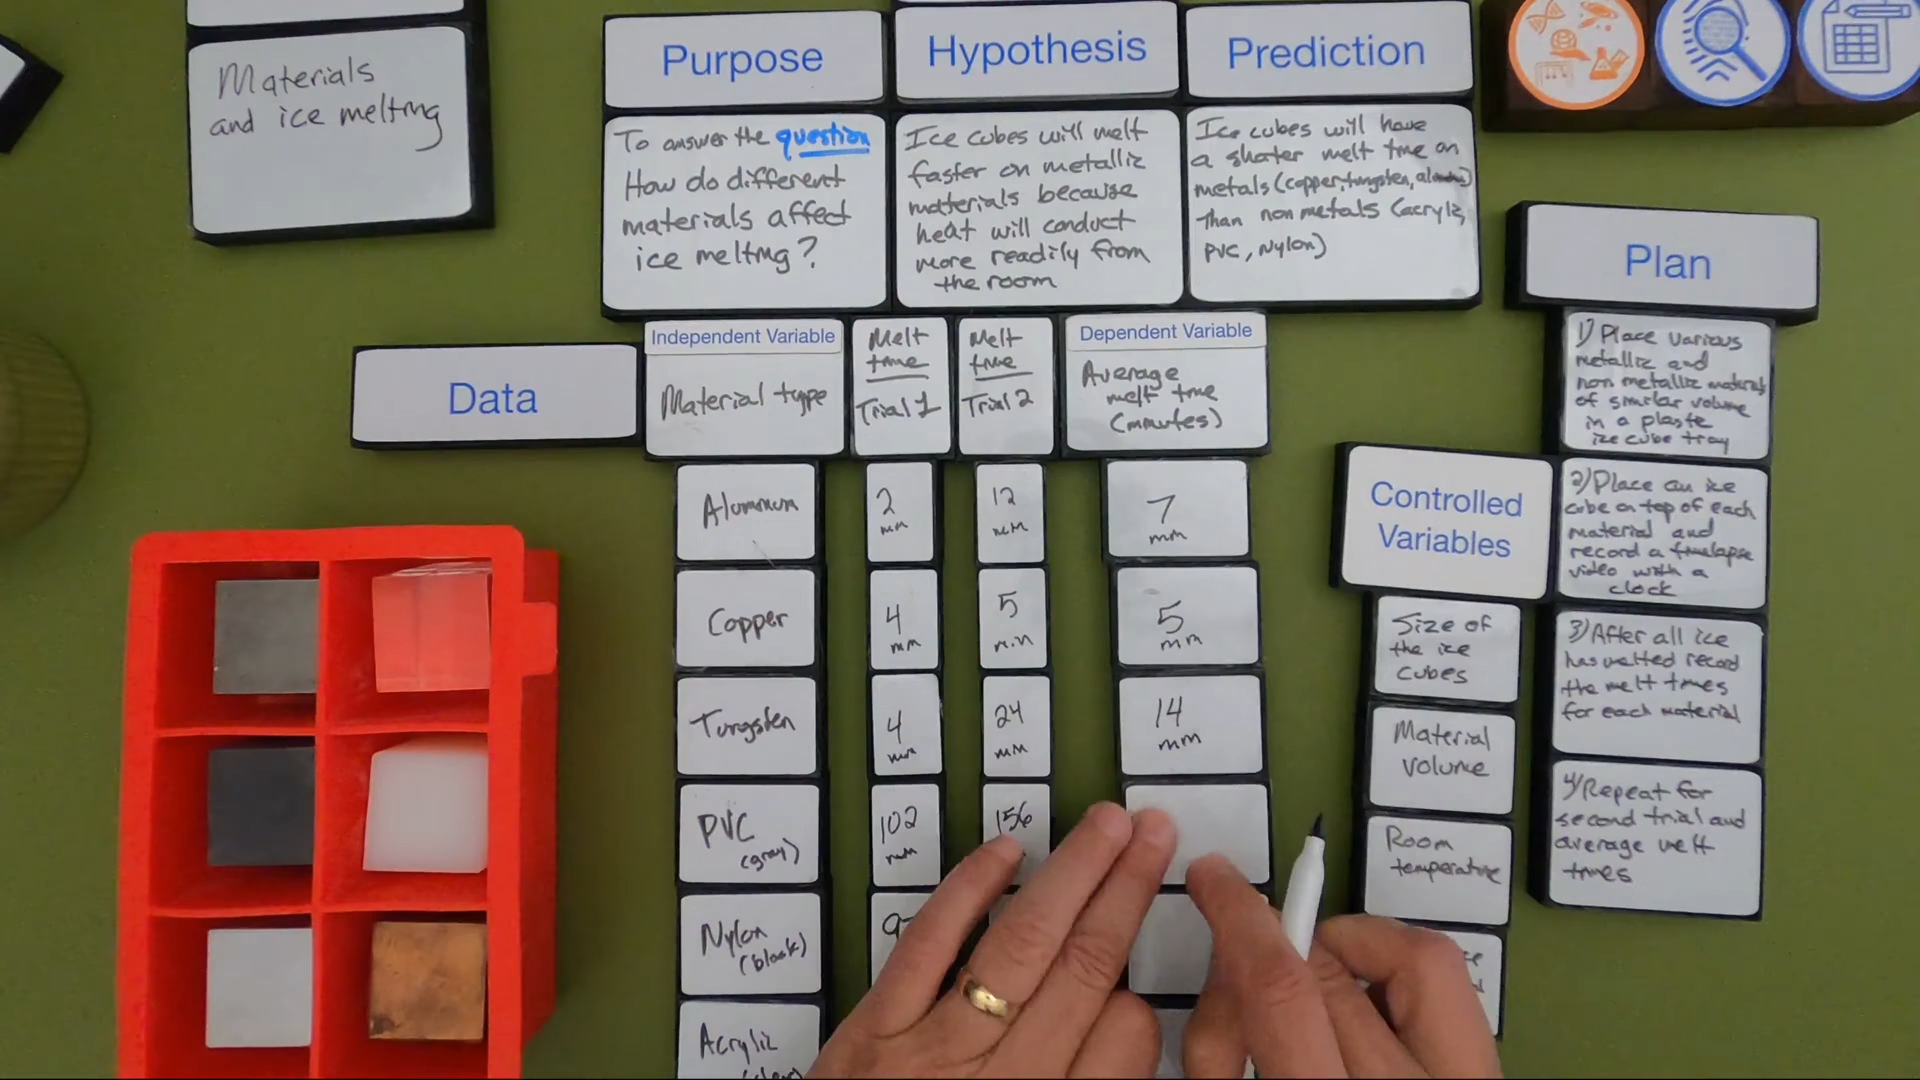 Materials
and ice melting
Purpose
To answer the question
How do different
materials affect
ice melting?
Hypothesis
Ice cubes will melt
faster on metallic
materials because
heat will conduct
more readily from
the room
Prediction
Ice cubes will have
a shorter melt time on
metals (copper, tungsten,
than non metals (acrylic,
PVC, Nylon)
Data
Independent Variable
Material type
Melt
time
Trial 1
Melt
time
Trial 2
Dependent Variable
Average
melt time
(minutes)
Aluminum
2
min
12
min
7
min
Copper
4
min
5
min
5
min
Tungsten
4
min
24
min
14
min
PVC
(gray)
102
min
156
Nylon
(black)
Acrylic
Controlled
Variables
Size of
the ice
cubes
Material
volume
Room
temperature
Plan
1) Place various
metallic and
non metallic materials
of similar volume
in a plastic
ice cube tray
2) Place an ice
cube on top of each
material and
record a timelapse
video with a
clock
3) After all ice
has melted record
the melt times
for each material
4) Repeat for
second trial and
average melt
times